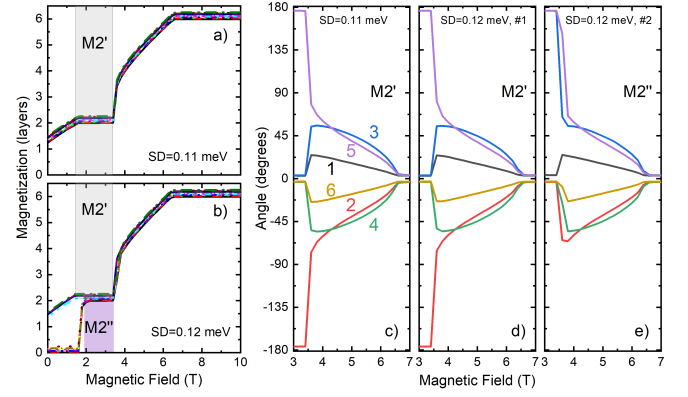 Magnetization (layers)
6
5
4
3
2
1
0
M2'
a)
SD=0.11 meV
6
5
4
3
2
1
0
M2'
b)
M2"
SD=0.12 meV
0 2 4 6 8 10
Magnetic Field (T)
Angle (degrees)
180
135
90
45
0
-45
-90
-135
-180
SD=0.11 meV
M2'
3
5
1
6
2
4
c)
3 4 5 6 7
SD=0.12 meV, #1
M2'
d)
3 4 5 6 7
SD=0.12 meV, #2
M2"
e)
3 4 5 6 7
Magnetic Field (T)